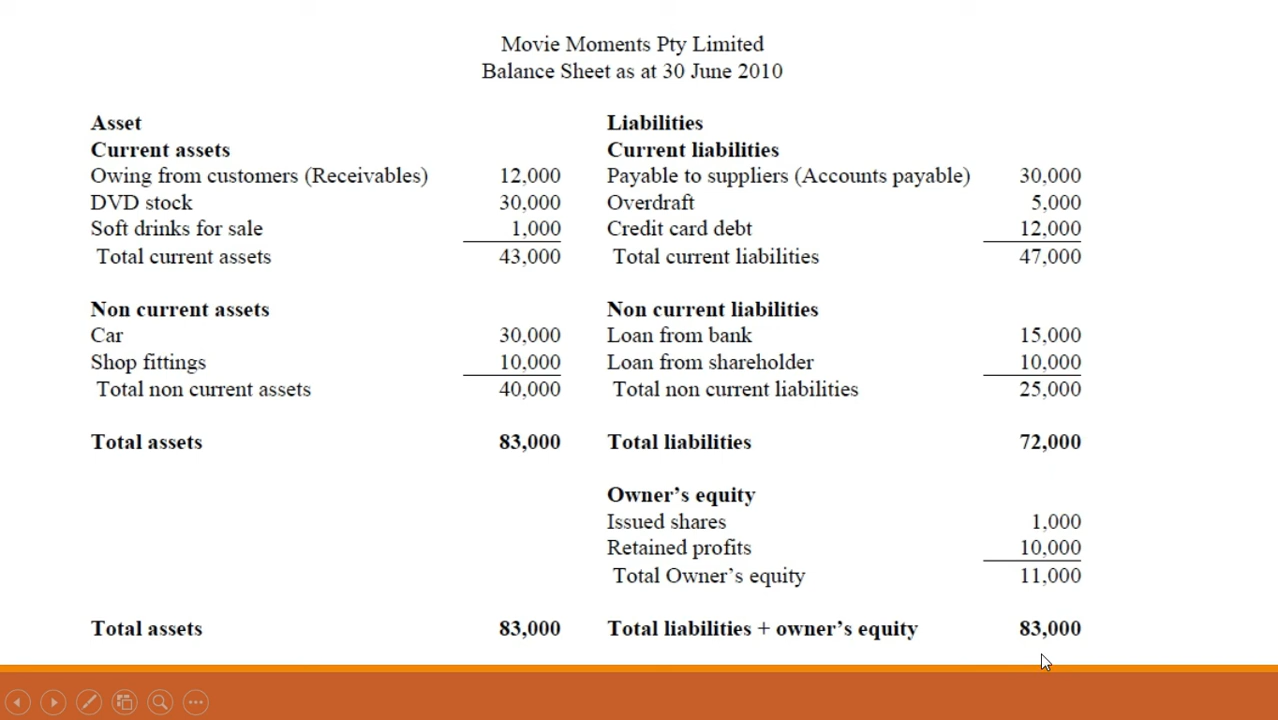 Movie Moments Pty Limited
Balance Sheet as at 30 June 2010
Asset Liabilities
Current assets Current liabilities
Owing from customers (Receivables) 12,000 Payable to suppliers (Accounts payable) 30,000
DVD stock 30,000 Overdraft 5,000
Soft drinks for sale 1,000 Credit card debt 12,000
Total current assets 43,000 Total current liabilities 47,000
Non current assets Non current liabilities
Car 30,000 Loan from bank 15,000
Shop fittings 10,000 Loan from shareholder 10,000
Total non current assets 40,000 Total non current liabilities 25,000
Total assets 83,000 Total liabilities 72,000
Owner’s equity
Issued shares 1,000
Retained profits 10,000
Total Owner’s equity 11,000
Total assets 83,000 Total liabilities + owner’s equity 83,000